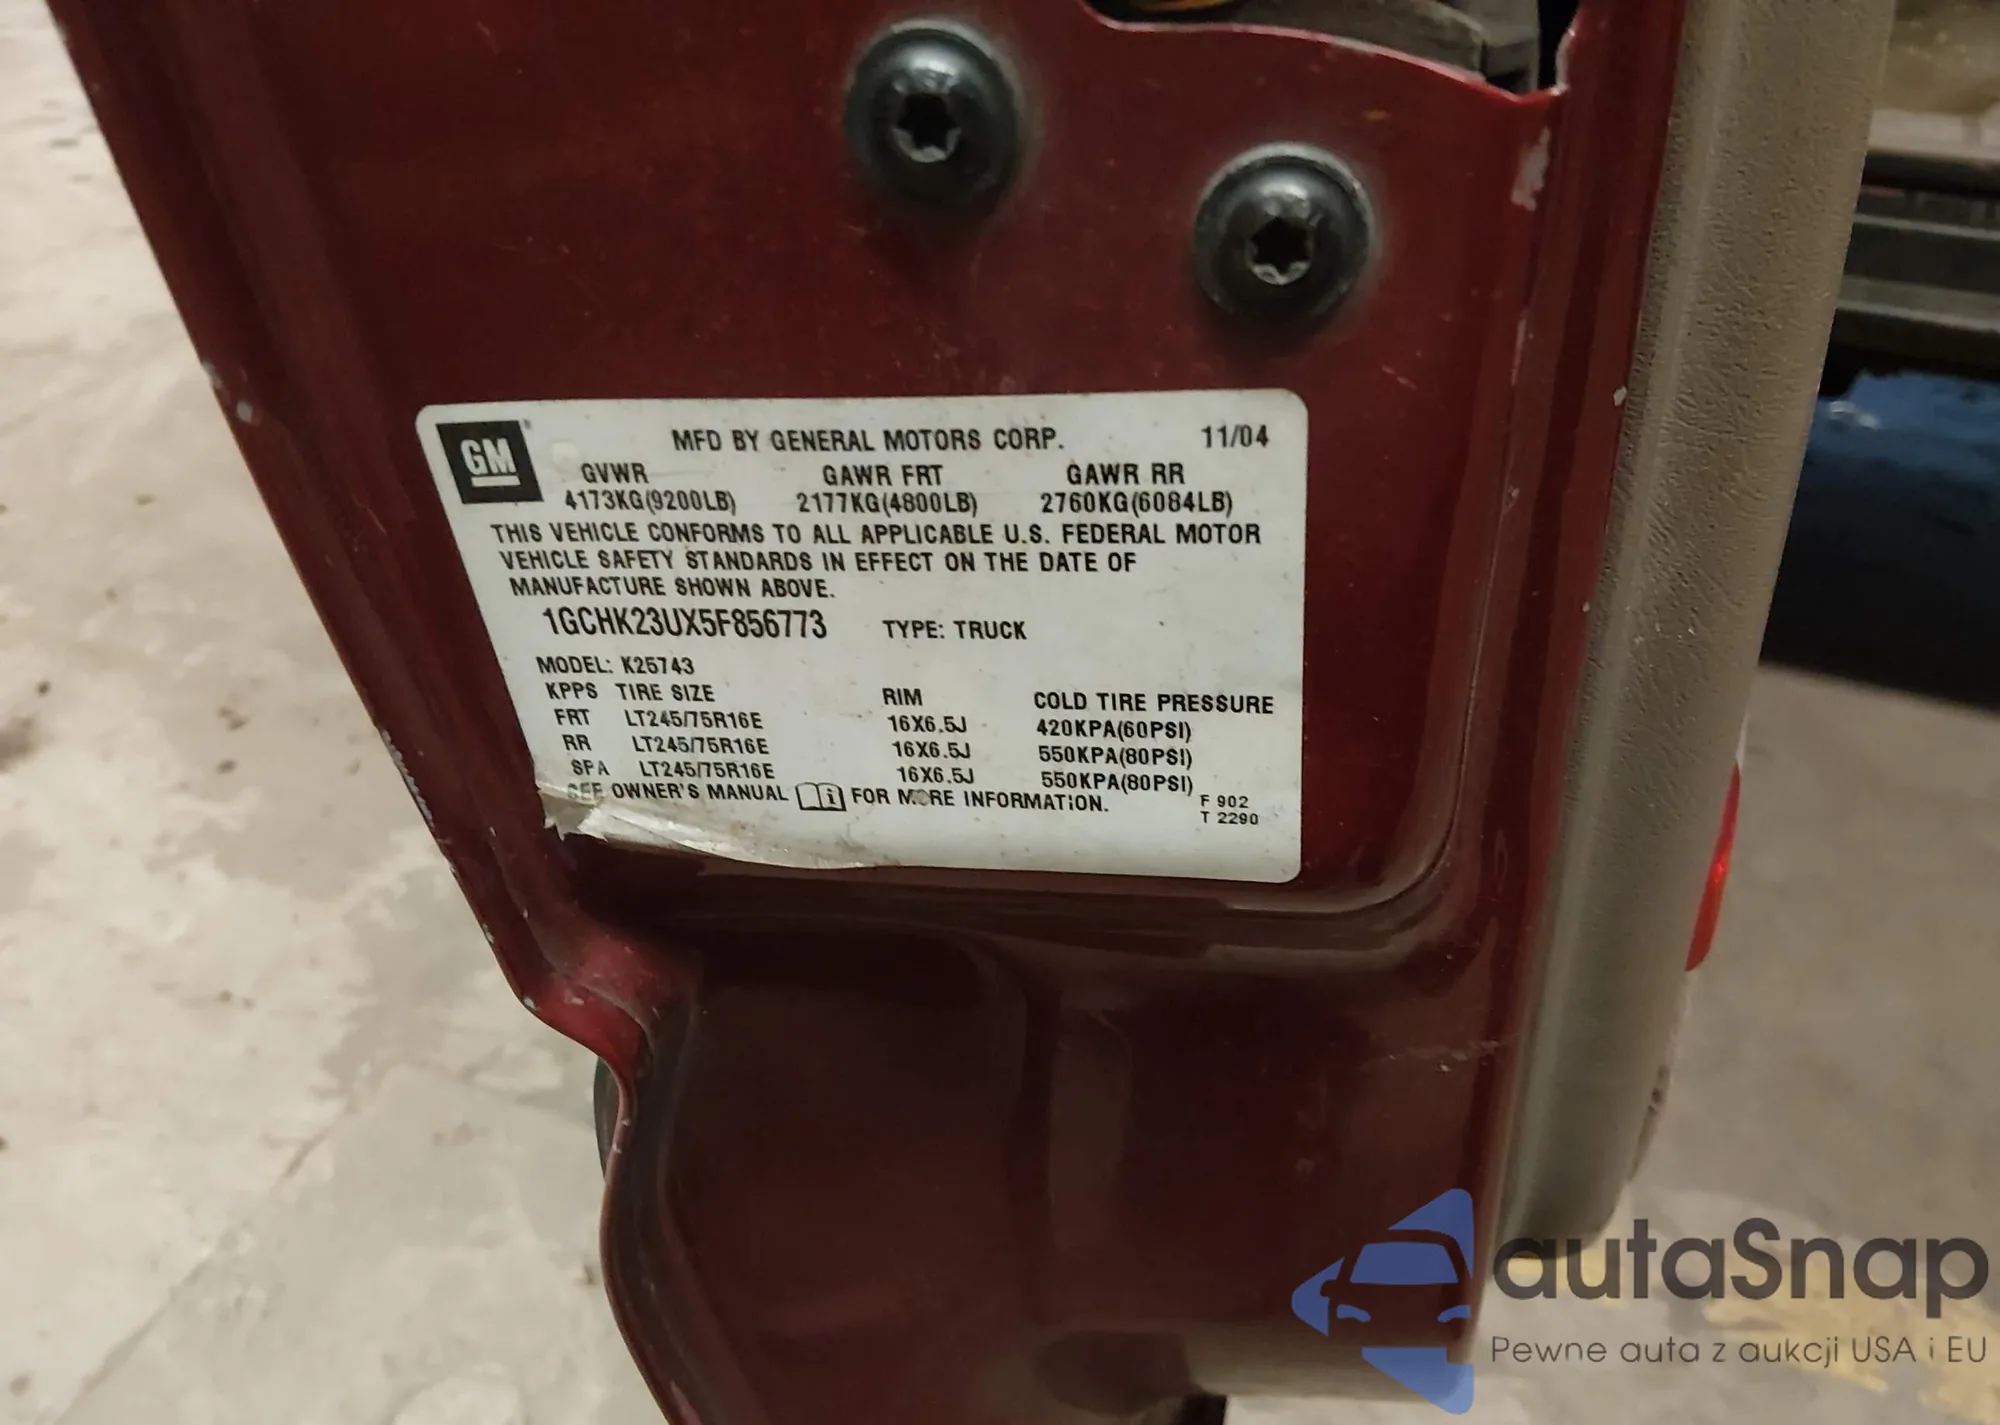 GM
MFD BY GENERAL MOTORS CORP. 11/04
GVWR GAWR FRT GAWR RR
4173KG(9200LB) 2177KG(4800LB) 2760KG(6084LB)
THIS VEHICLE CONFORMS TO ALL APPLICABLE U.S. FEDERAL MOTOR
VEHICLE SAFETY STANDARDS IN EFFECT ON THE DATE OF
MANUFACTURE SHOWN ABOVE.
1GCHK23UX5F856773 TYPE: TRUCK
MODEL: K25743
KPPS TIRE SIZE RIM COLD TIRE PRESSURE
FRT LT245/75R16E 16X6.5J 420KPA(60PSI)
RR LT245/75R16E 16X6.5J 550KPA(80PSI)
SPA LT245/75R16E 16X6.5J 550KPA(80PSI)
SEE OWNER'S MANUAL FOR MORE INFORMATION.
F 902
T 2290
autaSnap
Pewne auta z aukcji USA i EU